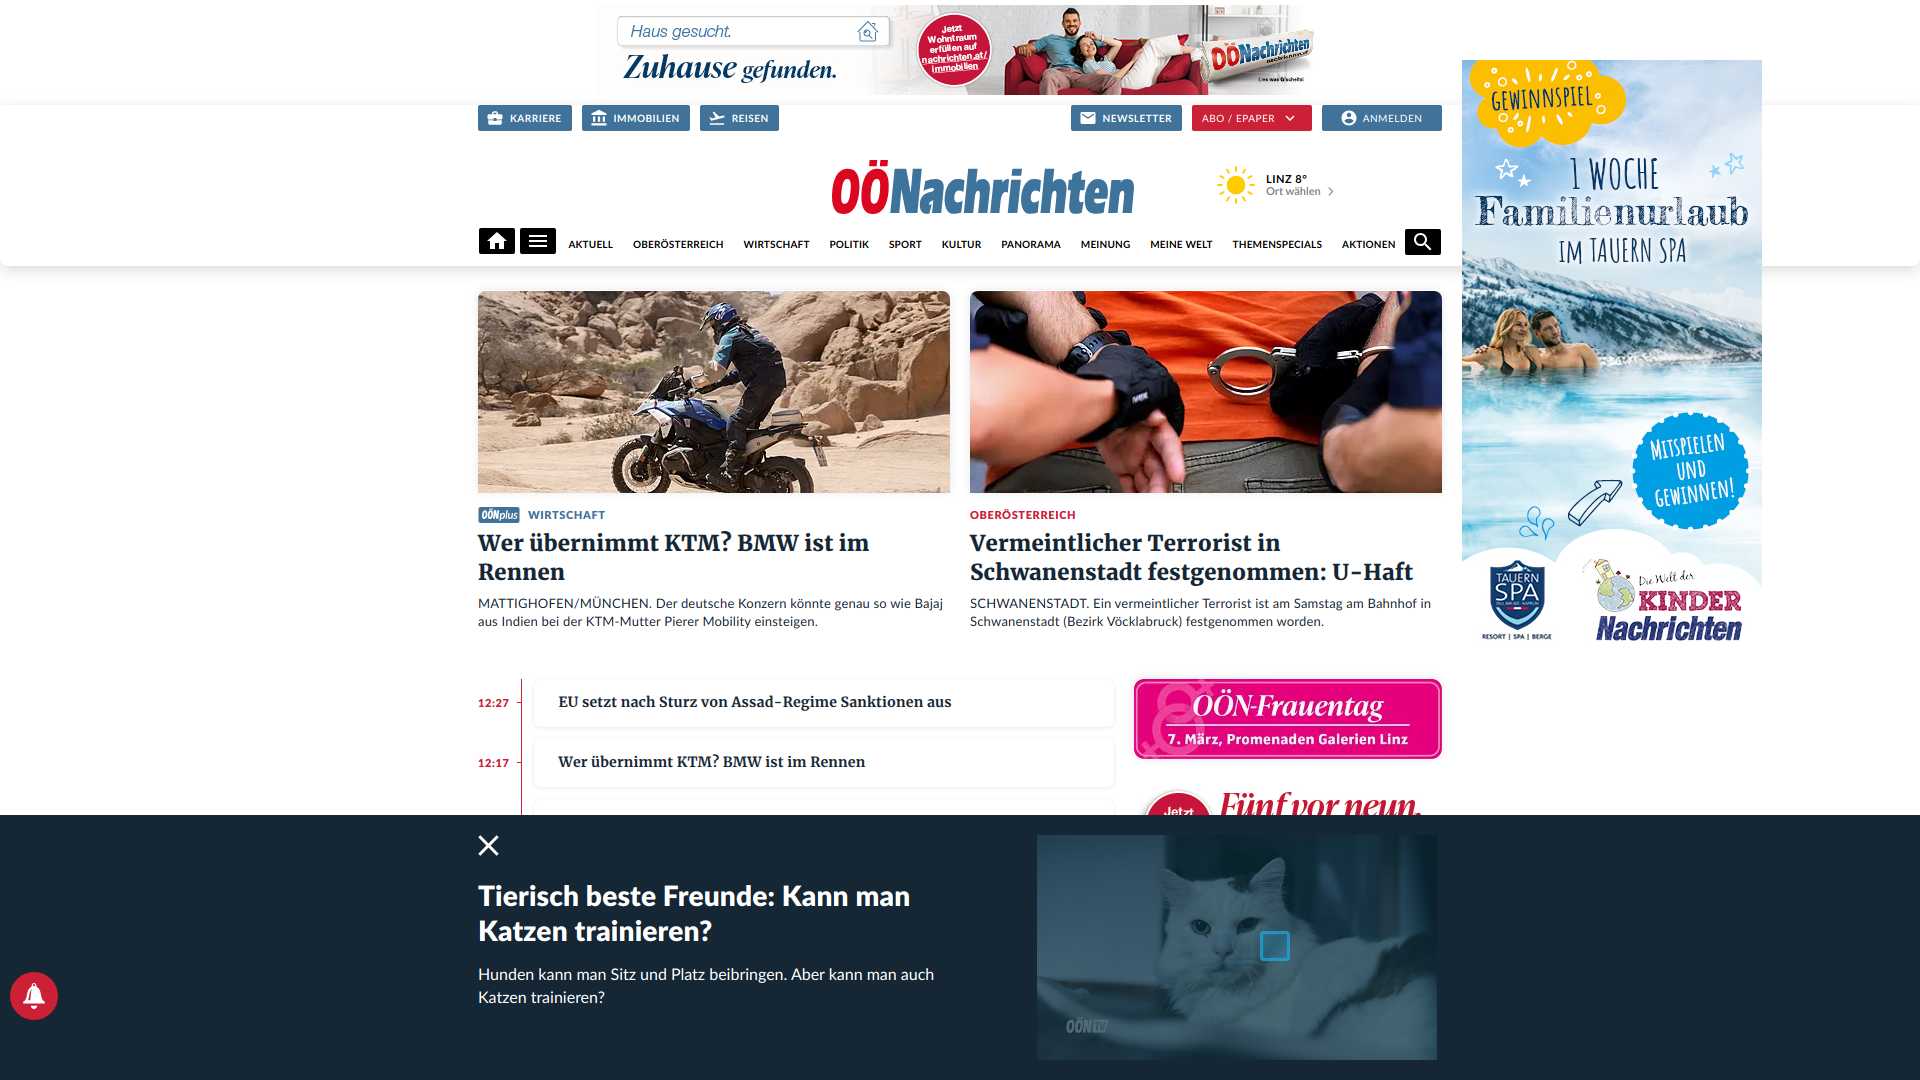 Haus gesucht.
Zuhause gefunden.
Jetzt
Wohntraum
erfüllen auf
nachrichten.at/
immobilien
OÖNachrichten
Lies was G'scheits!
KARRIERE
IMMOBILIEN
REISEN
NEWSLETTER
ABO / EPAPER
ANMELDEN
OÖNachrichten
LINZ 8°
Ort wählen
AKTUELL
OBERÖSTERREICH
WIRTSCHAFT
POLITIK
SPORT
KULTUR
PANORAMA
MEINUNG
MEINE WELT
THEMENSPECIALS
AKTIONEN
GEWINNSPIEL
1 WOCHE
Familienurlaub
IM TAUERN SPA
MITSPIELEN
UND
GEWINNEN!
TAUERN
SPA
RESORT | SPA | BERGE
Die Welt der
KINDER
Nachrichten
OÖNplus WIRTSCHAFT
Wer übernimmt KTM? BMW ist im
Rennen
MATTIGHOFEN/MÜNCHEN. Der deutsche Konzern könnte genau so wie Bajaj
aus Indien bei der KTM-Mutter Pierer Mobility einsteigen.
OBERÖSTERREICH
Vermeintlicher Terrorist in
Schwanenstadt festgenommen: U-Haft
SCHWANENSTADT. Ein vermeintlicher Terrorist ist am Samstag am Bahnhof in
Schwanenstadt (Bezirk Vöcklabruck) festgenommen worden.
12:27
EU setzt nach Sturz von Assad-Regime Sanktionen aus
12:17
Wer übernimmt KTM? BMW ist im Rennen
OÖN-Frauentag
7. März, Promenaden Galerien Linz
Jetzt
Fünf vor neun.
Tierisch beste Freunde: Kann man
Katzen trainieren?
Hunden kann man Sitz und Platz beibringen. Aber kann man auch
Katzen trainieren?
OÖNTV